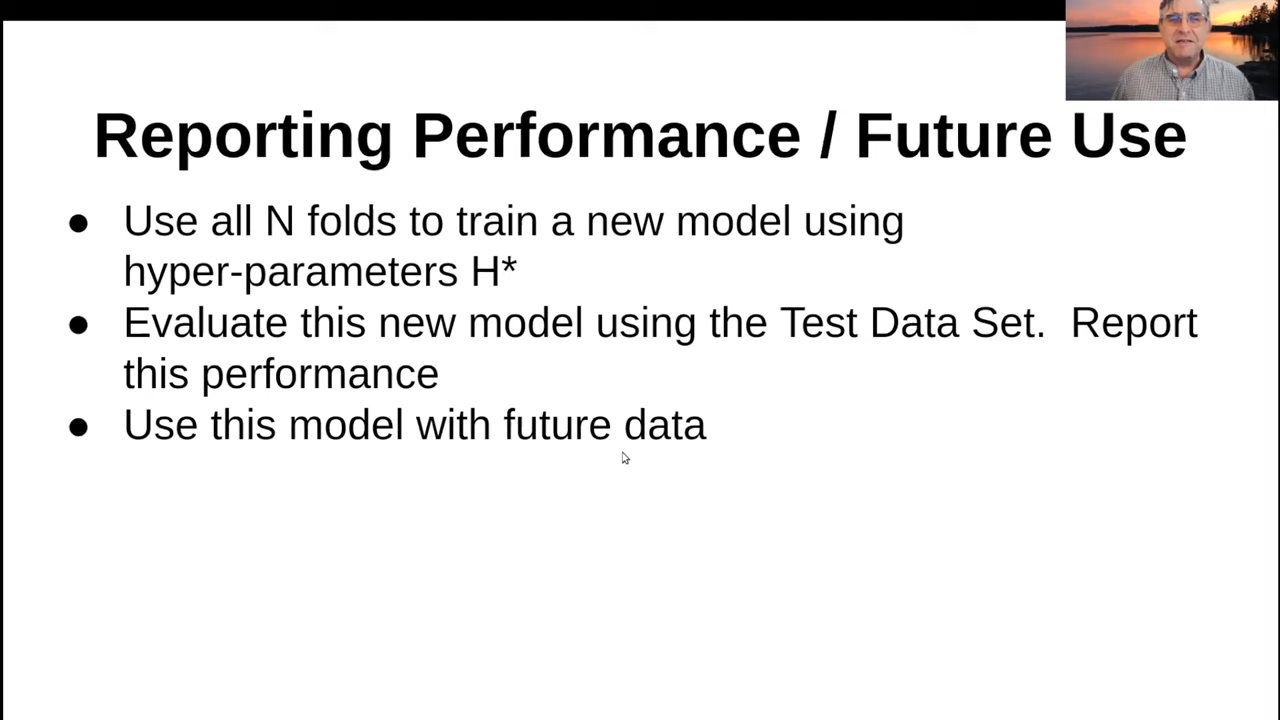 Reporting Performance / Future Use
● Use all N folds to train a new model using
hyper-parameters H*
● Evaluate this new model using the Test Data Set.  Report
this performance
● Use this model with future data